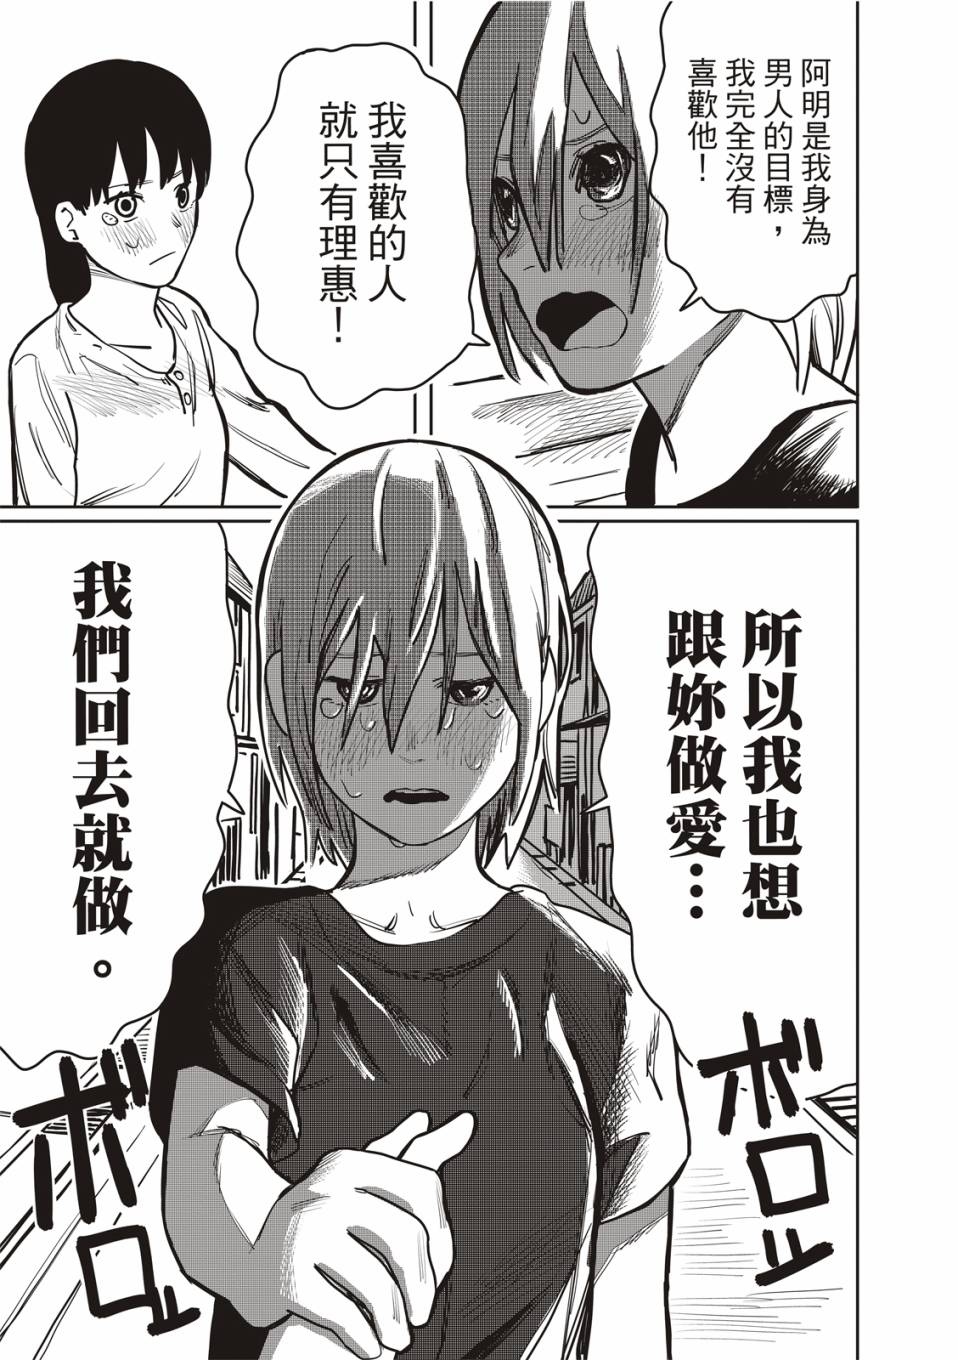 阿明是我身為
男人的目標，
我完全沒有
喜歡他！
我喜歡的人
就只有理惠！
所以我也想
跟妳做愛…
我們回去就做。
ボロッ
ボロッ